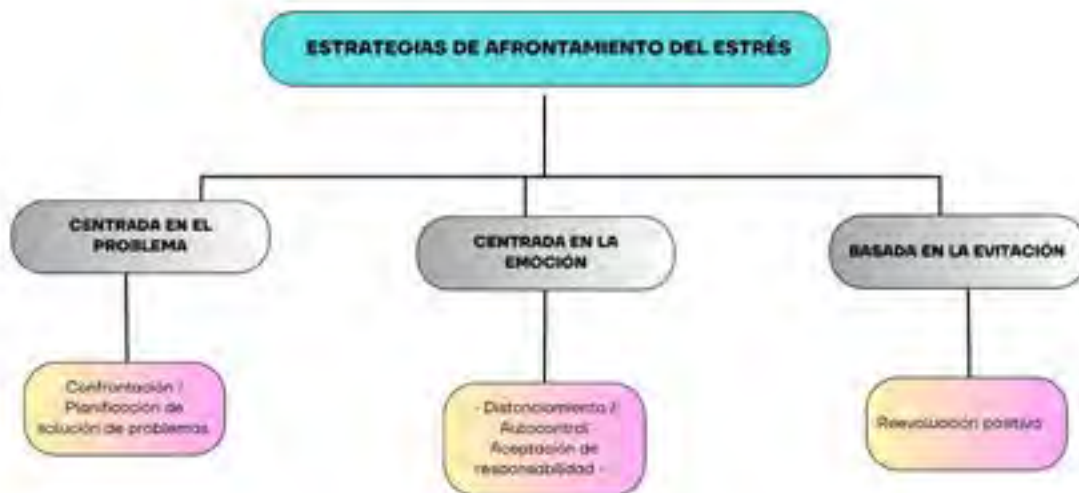 ESTRATEGIAS DE AFRONTAMIENTO DEL ESTRÉS
CENTRADA EN EL
PROBLEMA
CENTRADA EN LA
EMOCIÓN
BASADA EN LA EVITACIÓN
Confrontación /
Planificación de
solución de problemas
- Distanciamiento /
Autocontrol
Aceptación de
responsabilidad -
Reevaluación positiva